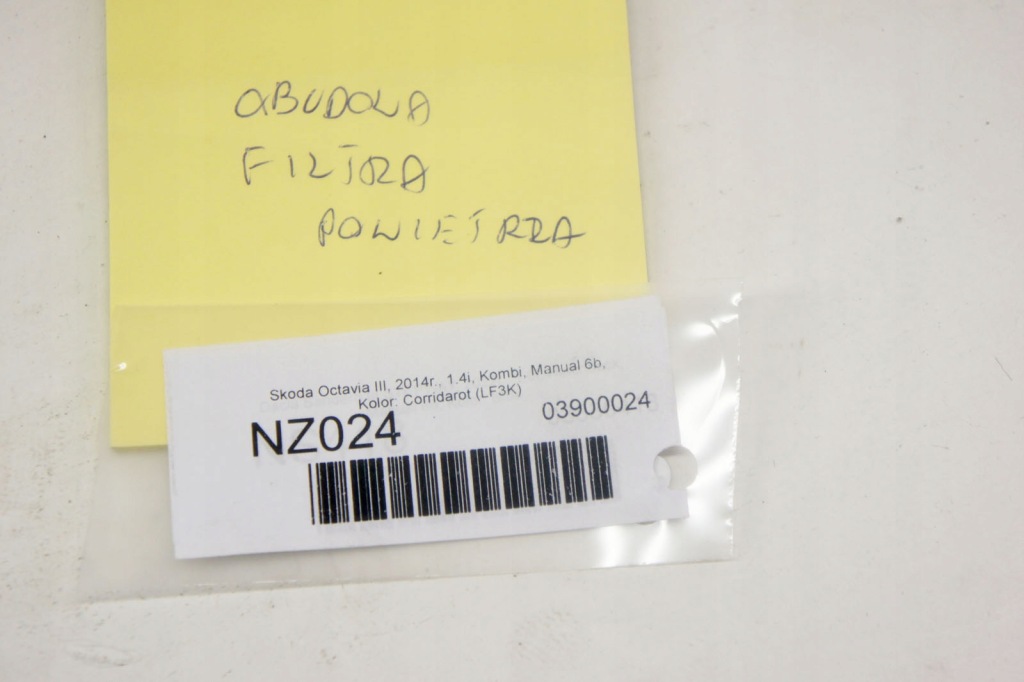 OBUDOWA
FILTRA
POWIETRZA
Skoda Octavia III, 2014r., 1.4i, Kombi, Manual 6b,
Kolor: Corridarot (LF3K)
NZ024
03900024